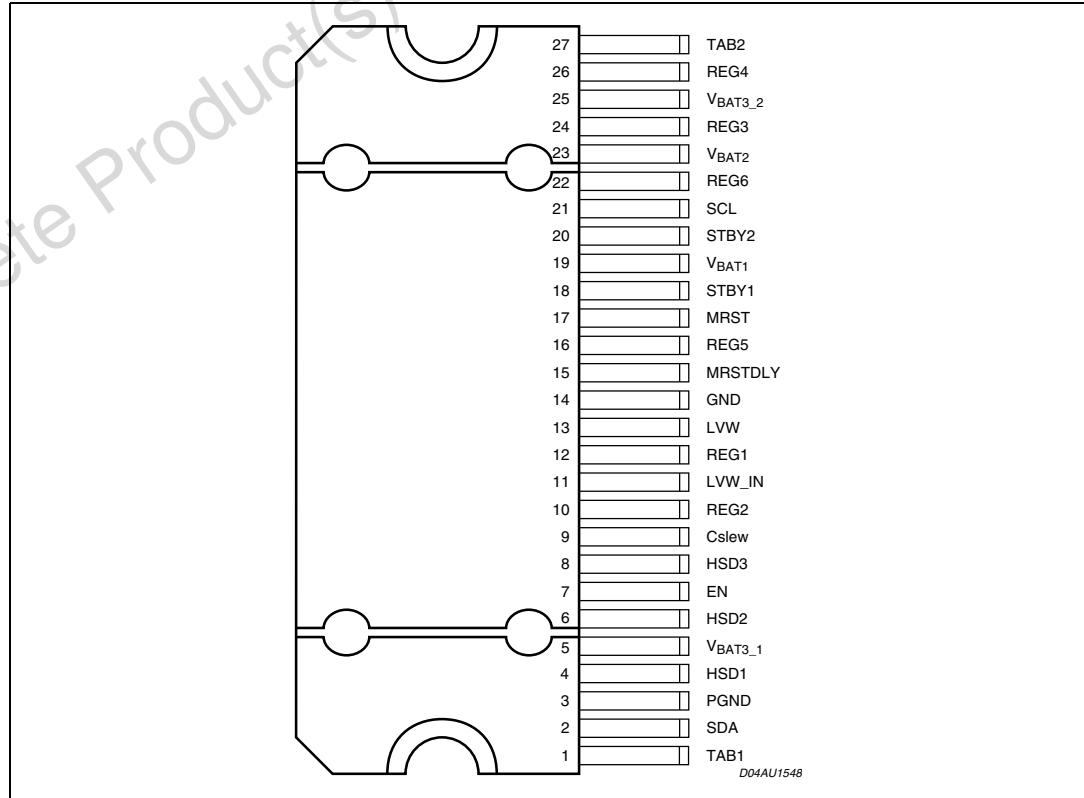 27 TAB2
26 REG4
25 VBAT3_2
24 REG3
23 VBAT2
22 REG6
21 SCL
20 STBY2
19 VBAT1
18 STBY1
17 MRST
16 REG5
15 MRSTDLY
14 GND
13 LVW
12 REG1
11 LVW_IN
10 REG2
9 Cslew
8 HSD3
7 EN
6 HSD2
5 VBAT3_1
4 HSD1
3 PGND
2 SDA
1 TAB1
D04AU1548
ete Product(s)